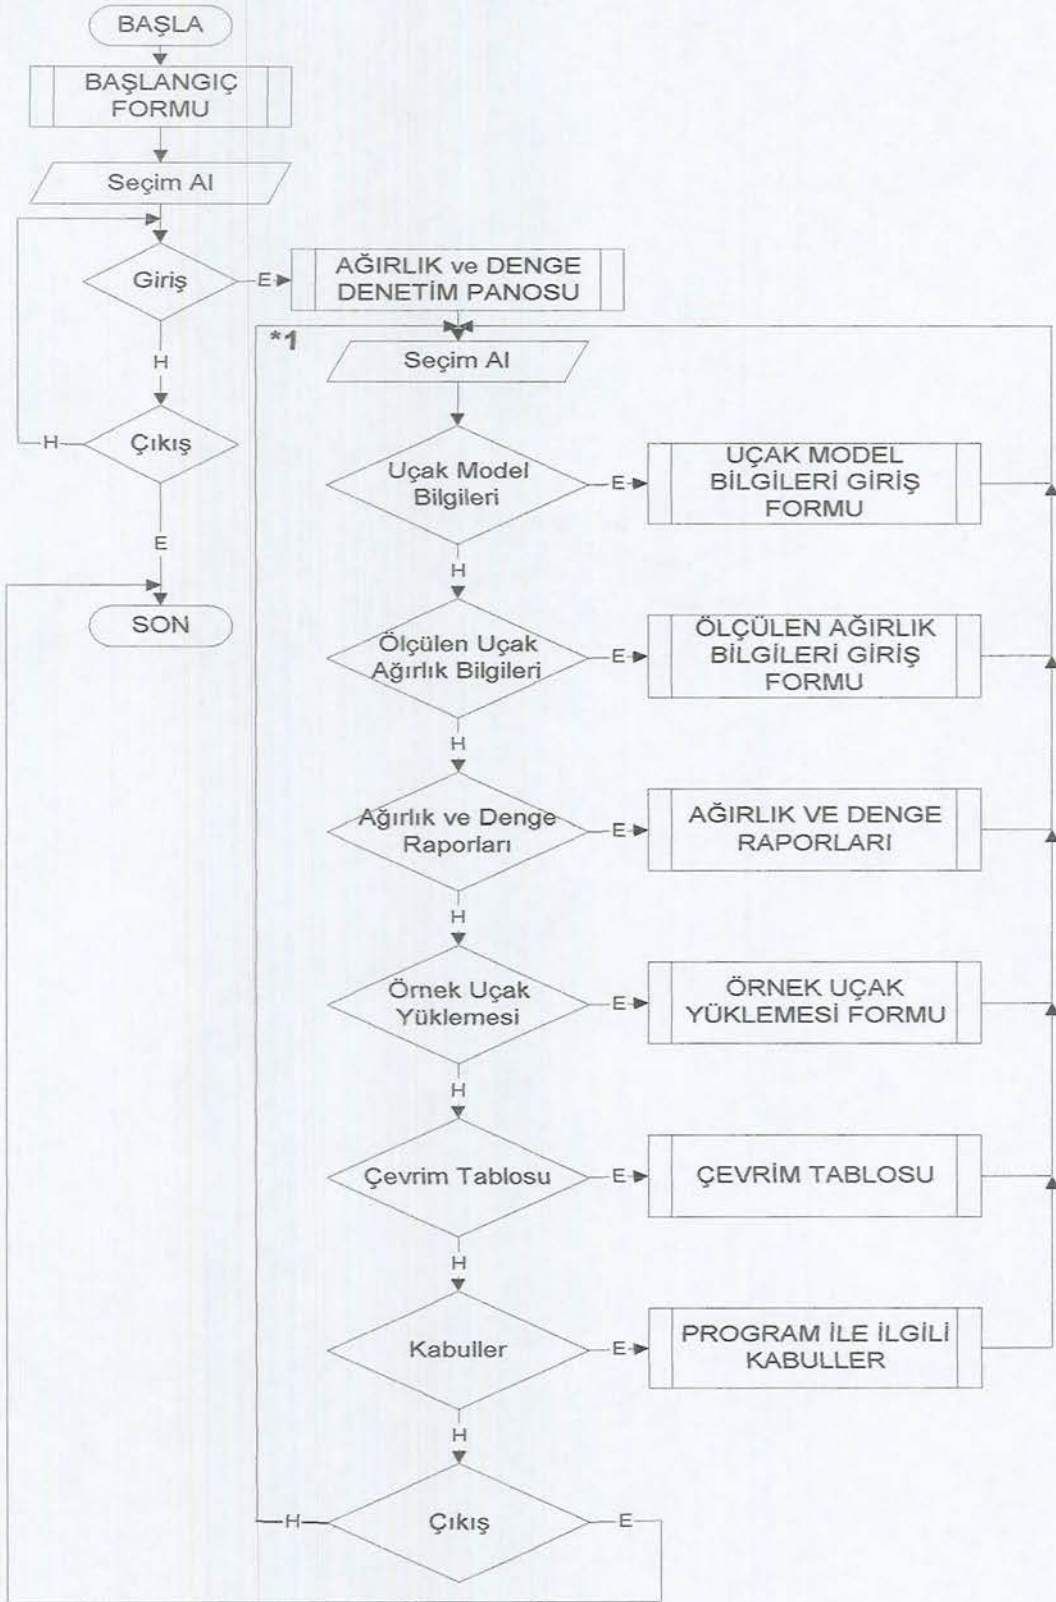 BAŞLA
BAŞLANGIÇ
FORMU
Seçim Al
Giriş
E
AĞIRLIK ve DENGE
DENETİM PANOSU
H
*1
Seçim Al
Çıkış
H
E
SON
Uçak Model
Bilgileri
E
UÇAK MODEL
BİLGİLERİ GİRİŞ
FORMU
H
Ölçülen Uçak
Ağırlık Bilgileri
E
ÖLÇÜLEN AĞIRLIK
BİLGİLERİ GİRİŞ
FORMU
H
Ağırlık ve Denge
Raporları
E
AĞIRLIK VE DENGE
RAPORLARI
H
Örnek Uçak
Yüklemesi
E
ÖRNEK UÇAK
YÜKLEMESİ FORMU
H
Çevrim Tablosu
E
ÇEVRİM TABLOSU
H
Kabuller
E
PROGRAM İLE İLGİLİ
KABULLER
H
H
Çıkış
E